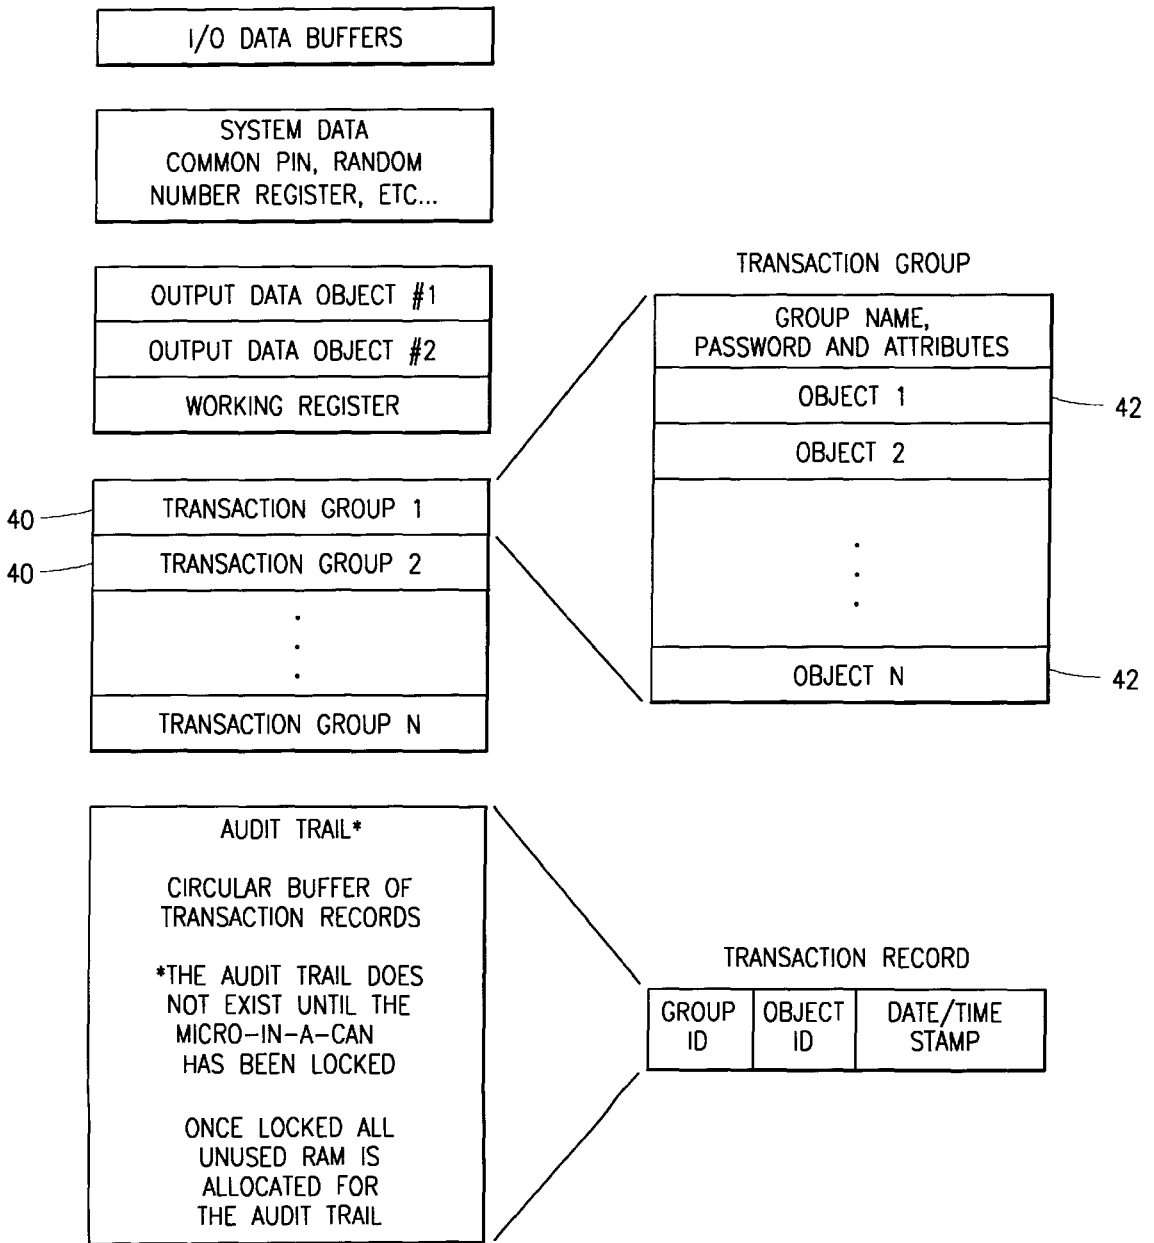 I/O DATA BUFFERS
SYSTEM DATA
COMMON PIN, RANDOM
NUMBER REGISTER, ETC...
OUTPUT DATA OBJECT #1
OUTPUT DATA OBJECT #2
WORKING REGISTER
40
TRANSACTION GROUP 1
40
TRANSACTION GROUP 2
TRANSACTION GROUP N
TRANSACTION GROUP
GROUP NAME,
PASSWORD AND ATTRIBUTES
OBJECT 1
42
OBJECT 2
OBJECT N
42
AUDIT TRAIL*
CIRCULAR BUFFER OF
TRANSACTION RECORDS
*THE AUDIT TRAIL DOES
NOT EXIST UNTIL THE
MICRO-IN-A-CAN
HAS BEEN LOCKED
ONCE LOCKED ALL
UNUSED RAM IS
ALLOCATED FOR
THE AUDIT TRAIL
TRANSACTION RECORD
GROUP
ID
OBJECT
ID
DATE/TIME
STAMP